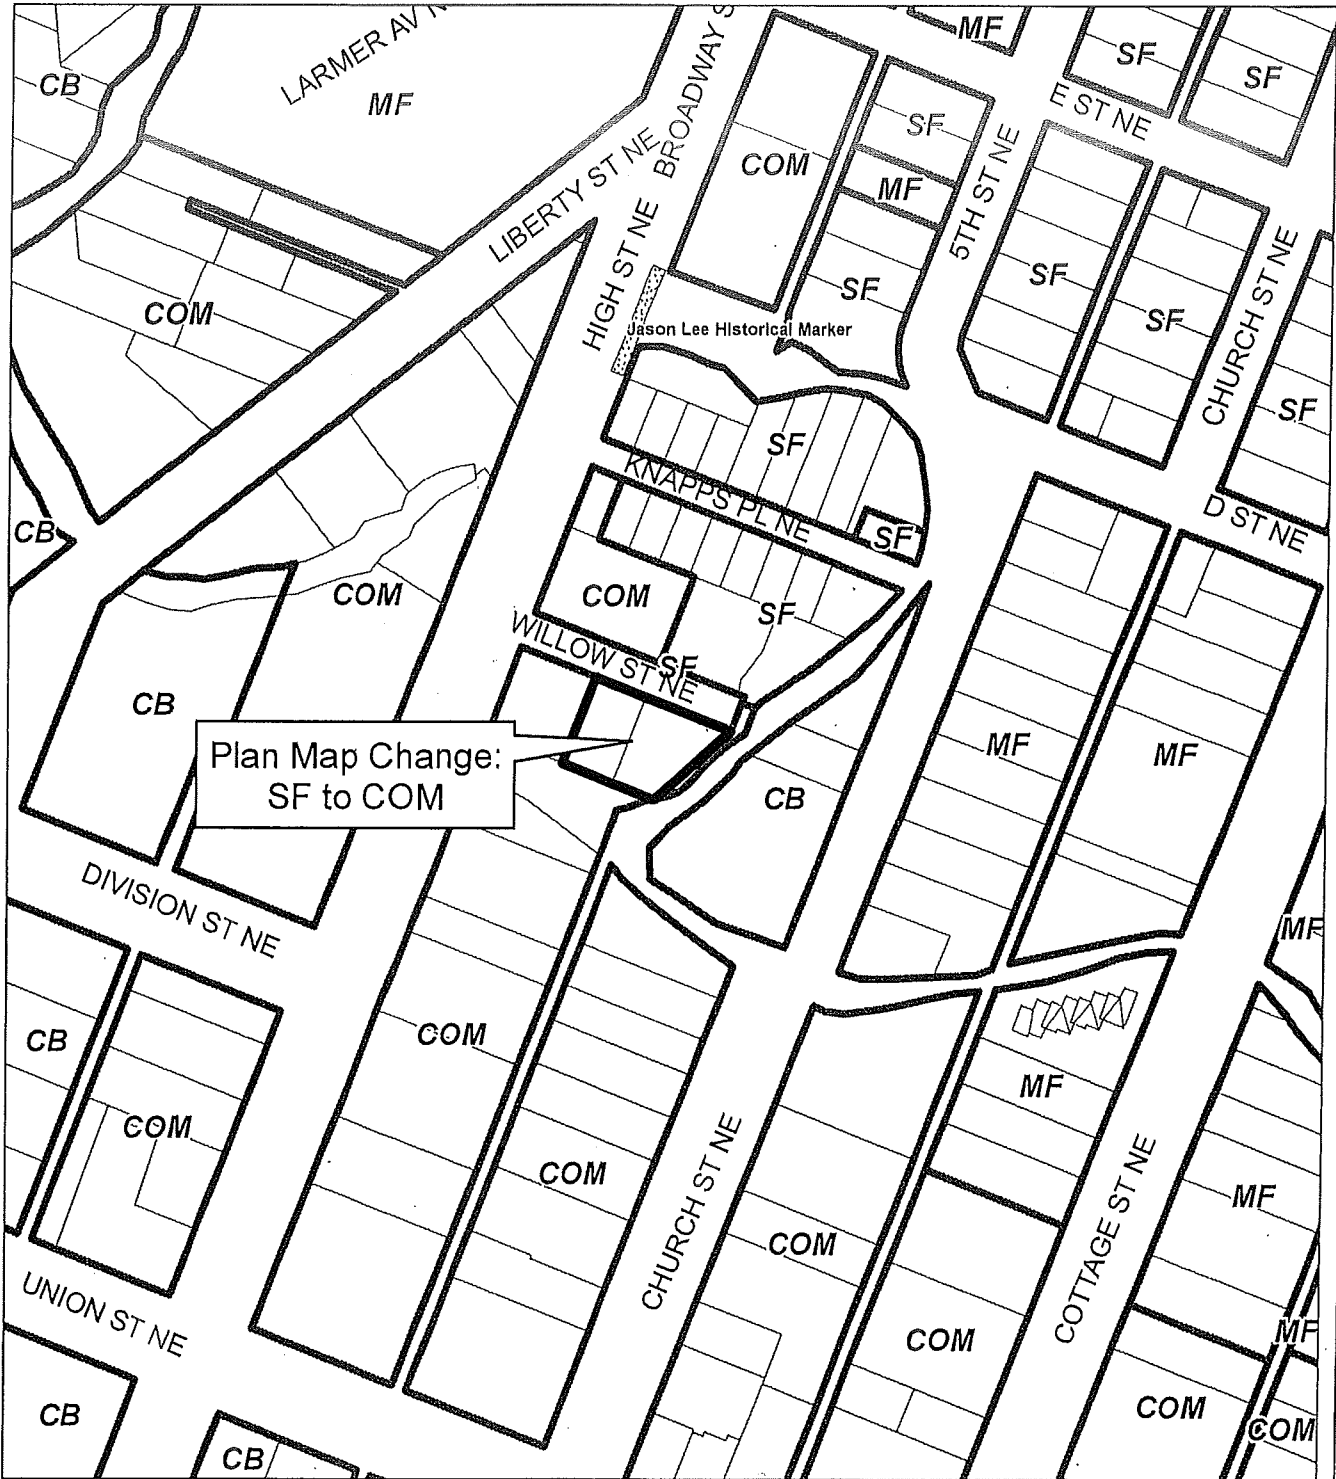 MF
SF
SF
CB
LARMER AV N
MF
BROADWAY S
E ST NE
COM
SF
5TH ST NE
MF
LIBERTY ST NE
HIGH ST NE
SF
SF
SF
CHURCH ST NE
COM
Jason Lee Historical Marker
SF
SF
KNAPPS PL NE
SF
D ST NE
CB
COM
COM
SF
WILLOW ST NE
SF
CB
Plan Map Change:
SF to COM
MF
MF
CB
DIVISION ST NE
MF
CB
COM
COM
MF
COM
CHURCH ST NE
COTTAGE ST NE
MF
COM
UNION ST NE
COM
MF
CB
COM
COM
CB